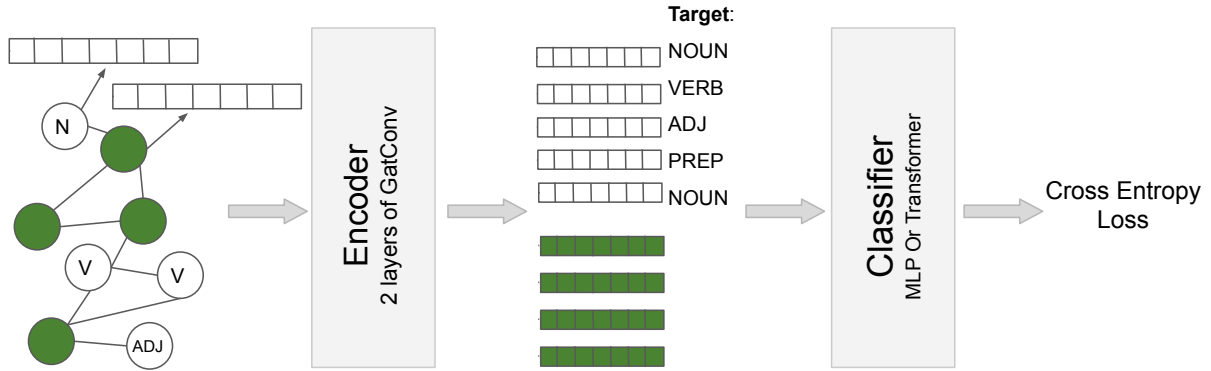 N
V
V
ADJ
Encoder
2 layers of GatConv
Target:
NOUN
VERB
ADJ
PREP
NOUN
Classifier
MLP Or Transformer
Cross Entropy
Loss